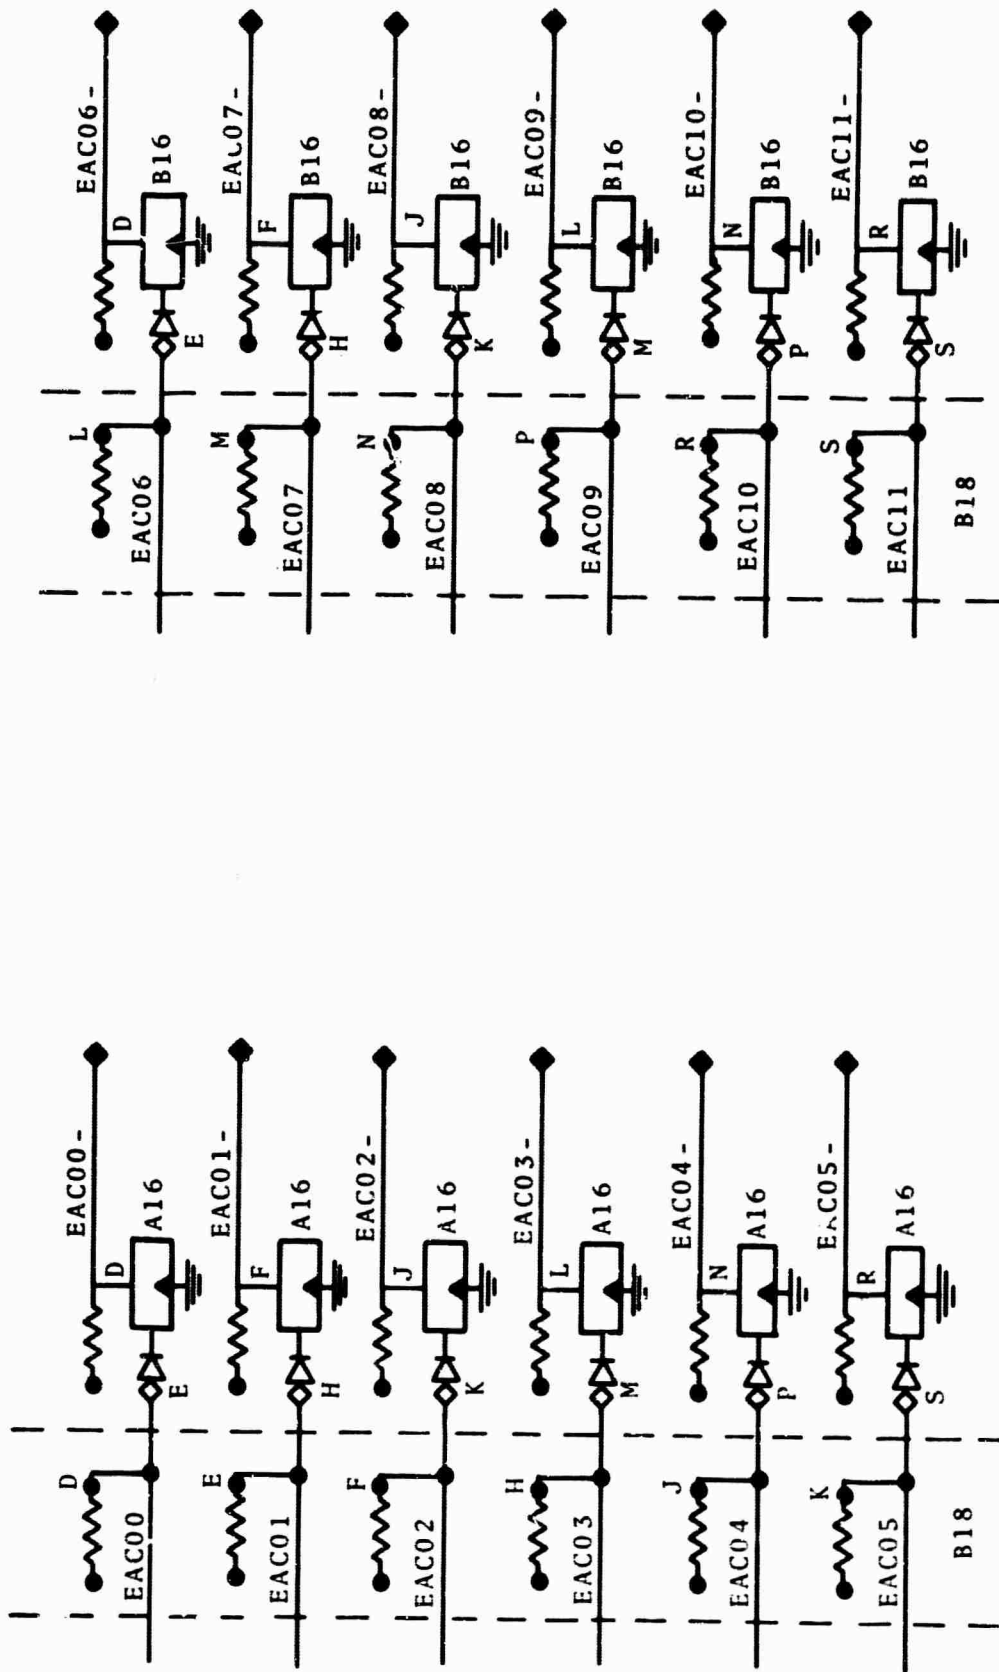 EAC06-
D
B16
E
L
EAC06
EAC07-
F
B16
H
M
EAC07
EAC08-
J
B16
K
N
EAC08
EAC09-
L
B16
M
P
EAC09
EAC10-
N
B16
P
R
EAC10
EAC11-
R
B16
S
S
EAC11
B18
EAC00-
D
A16
E
D
EAC00
EAC01-
F
A16
H
E
EAC01
EAC02-
J
A16
K
F
EAC02
EAC03-
L
A16
M
H
EAC03
EAC04-
N
A16
P
J
EAC04
EAC05-
R
A16
S
K
EAC05
B18